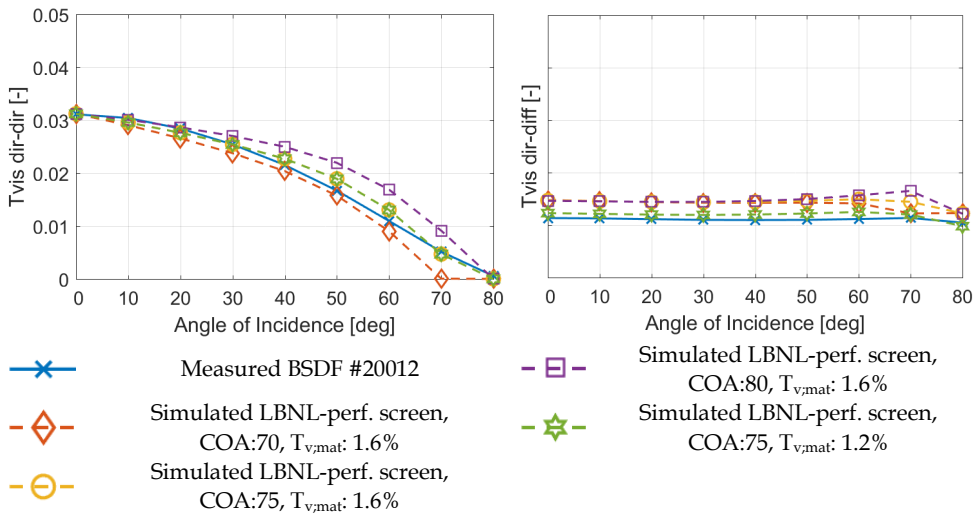 0.05
0.04
0.03
0.02
0.01
0
Tvis dir-dir [-]
0 10 20 30 40 50 60 70 80
Angle of Incidence [deg]
Tvis dir-diff [-]
0 10 20 30 40 50 60 70 80
Angle of Incidence [deg]
Measured BSDF #20012
Simulated LBNL-perf. screen,
COA:70, Tv;mat: 1.6%
Simulated LBNL-perf. screen,
COA:75, Tv;mat: 1.6%
Simulated LBNL-perf. screen,
COA:80, Tv;mat: 1.6%
Simulated LBNL-perf. screen,
COA:75, Tv;mat: 1.2%